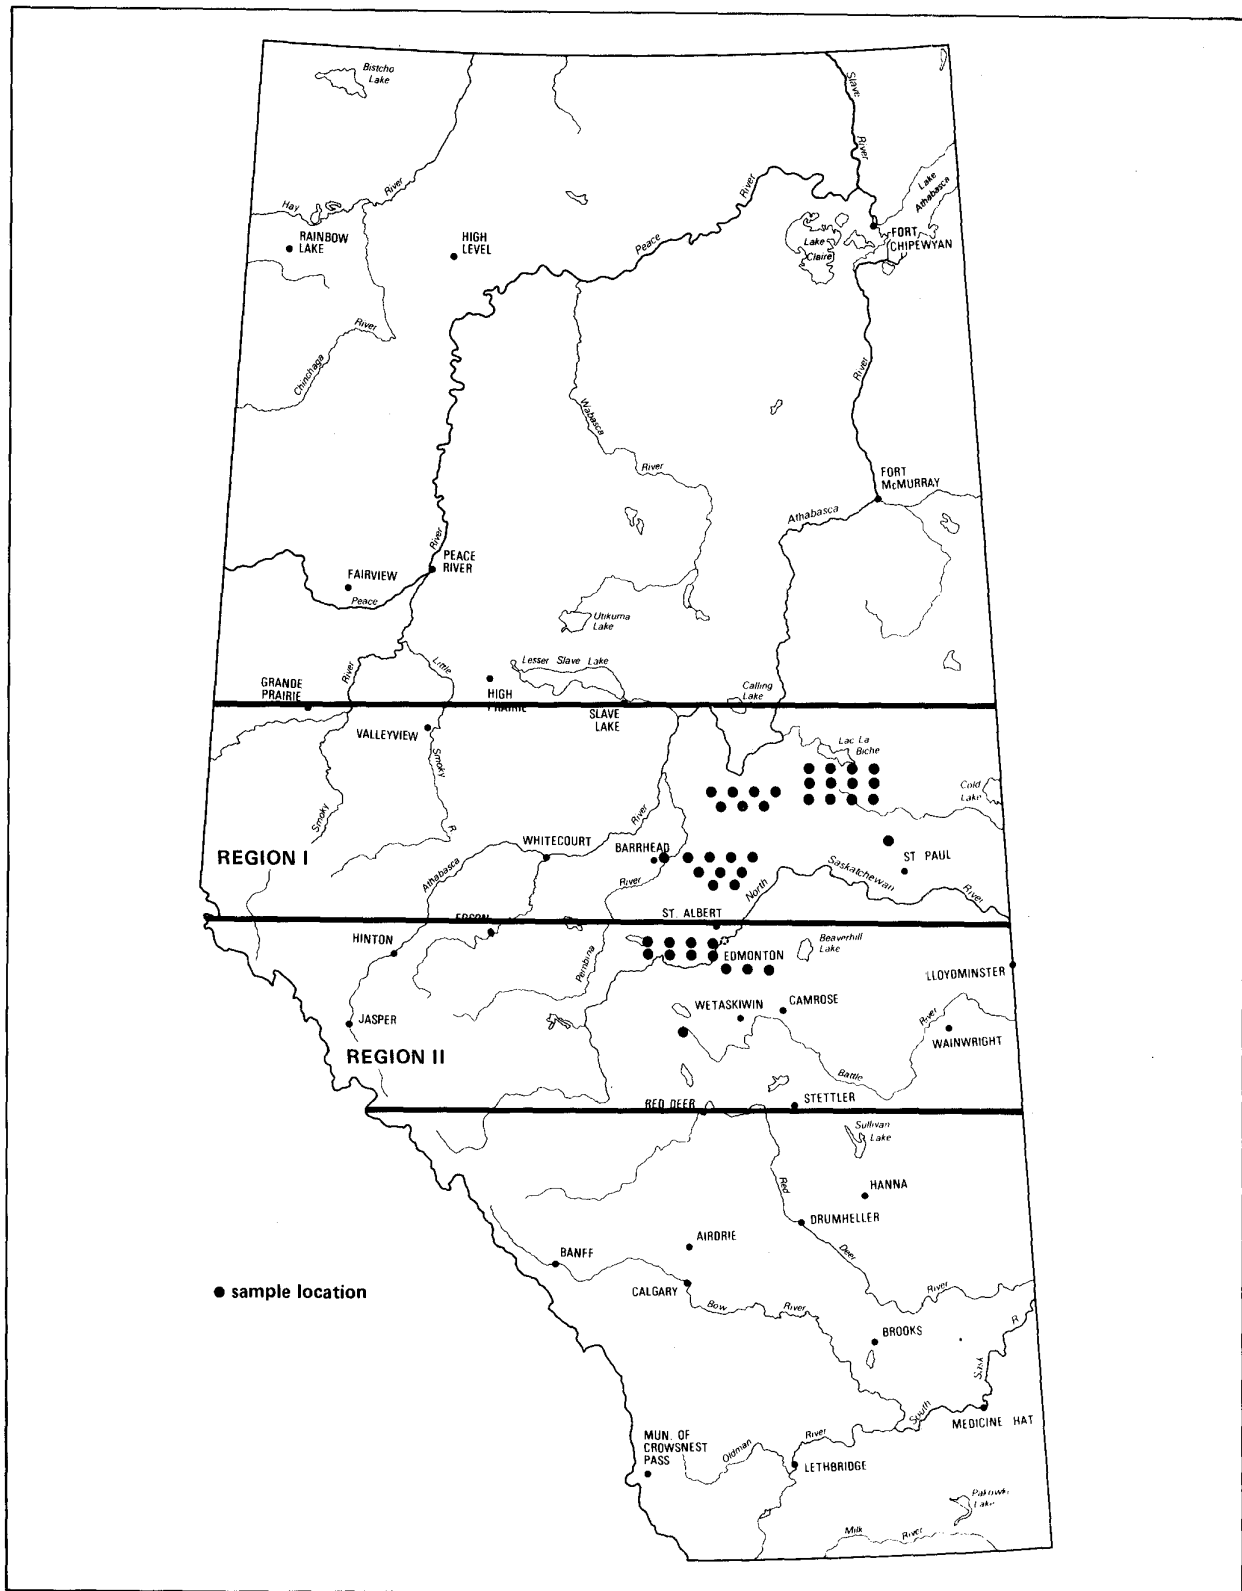 Bistcho
Lake
Slave
River
River
Hay
RAINBOW
LAKE
HIGH
LEVEL
Peace
River
Lake
Athabasca
Lake
Claire
FORT
CHIPEWYAN
River
Chinchaga
River
Wabasca
River
FORT
McMURRAY
Athabasca
River
PEACE
RIVER
FAIRVIEW
Peace
Utikuma
Lake
Lesser Slave Lake
River
Little
GRANDE
PRAIRIE
HIGH
PRAIRIE
SLAVE
LAKE
Calling
Lake
VALLEYVIEW
Smoky
R
Smoky
Lac La
Biche
Cold
Lake
River
WHITECOURT
BARRHEAD
REGION I
Athabasca
River
ST PAUL
Saskatchewan
River
North
ST. ALBERT
EDSON
HINTON
Pembina
EDMONTON
Beaverhill
Lake
LLOYDMINSTER
JASPER
WETASKIWIN
CAMROSE
River
WAINWRIGHT
REGION II
Battle
RED DEER
STETTLER
Sullivan
Lake
Red
HANNA
DRUMHELLER
Deer
AIRDRIE
BANFF
CALGARY
Bow
River
River
● sample location
BROOKS
R
Sask
South
MEDICINE HAT
MUN. OF
CROWSNEST
PASS
Oldman
River
LETHBRIDGE
Pakowki
Lake
Milk
River